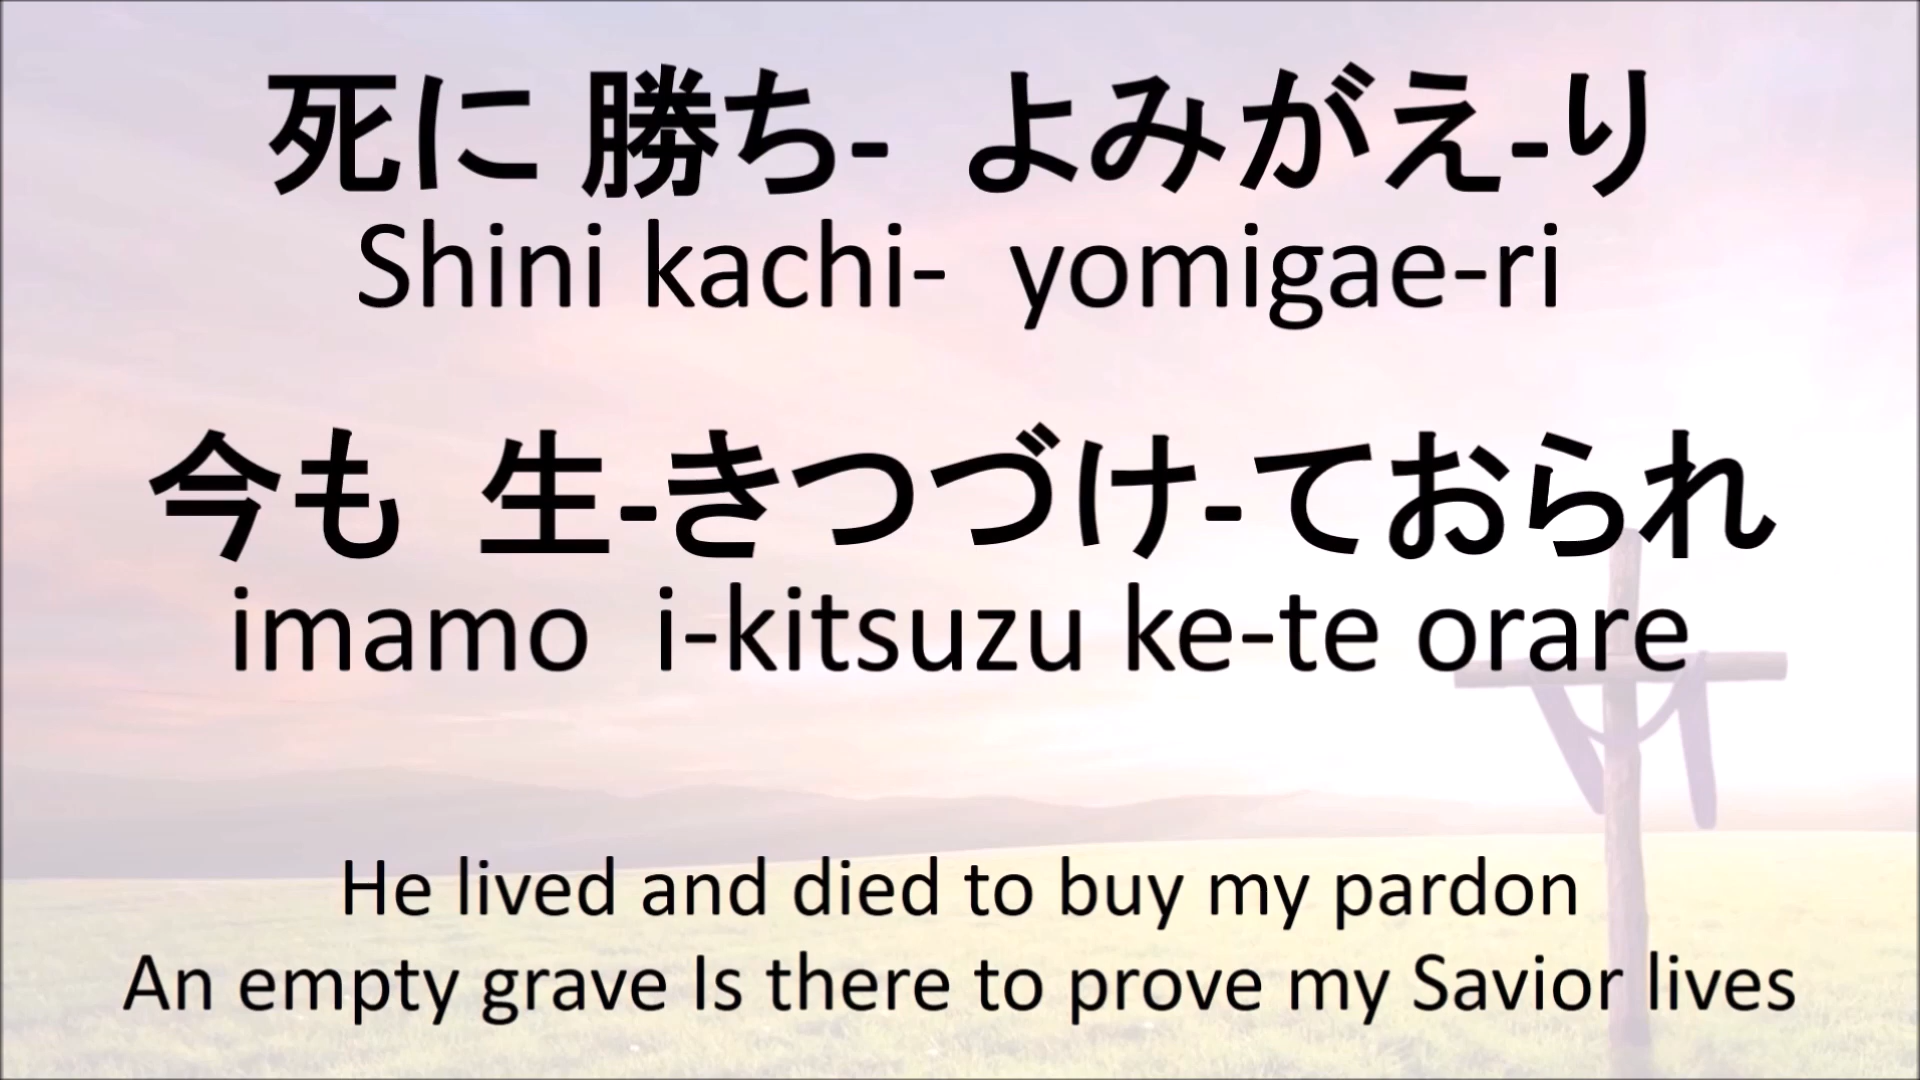 死に 勝ち- よみがえ-り
Shini kachi- yomigae-ri
今も 生-きつづけ-ておられ
imamo i-kitsuzu ke-te orare
He lived and died to buy my pardon
An empty grave Is there to prove my Savior lives